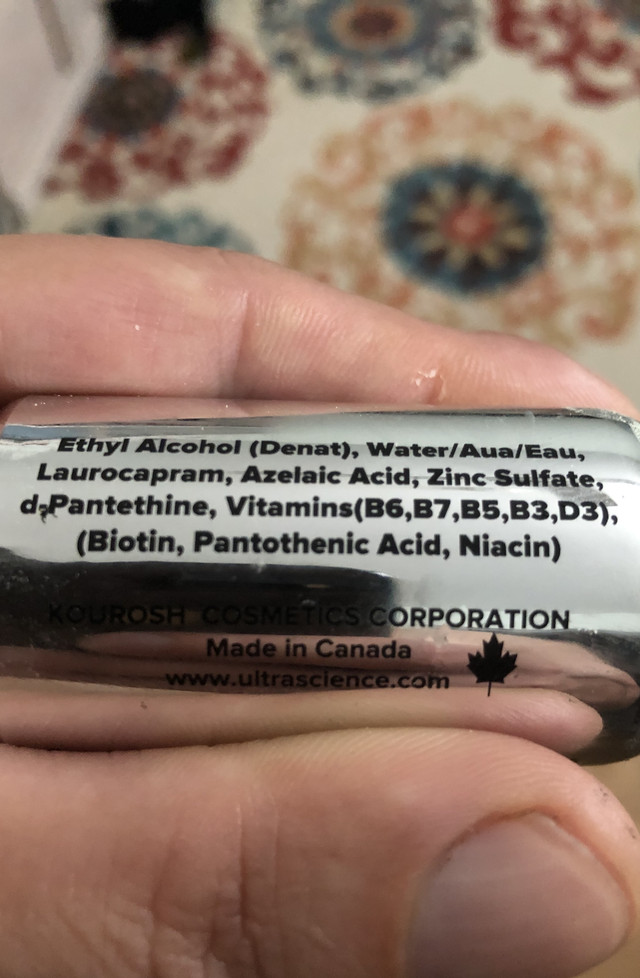 Ethyl Alcohol (Denat), Water/Aua/Eau,
Laurocapram, Azelaic Acid, Zinc Sulfate,
d₂Pantethine, Vitamins(B6,B7,B5,B3,D3),
(Biotin, Pantothenic Acid, Niacin)
KOUROSH COSMETICS CORPORATION
Made in Canada
www.ultrascience.com